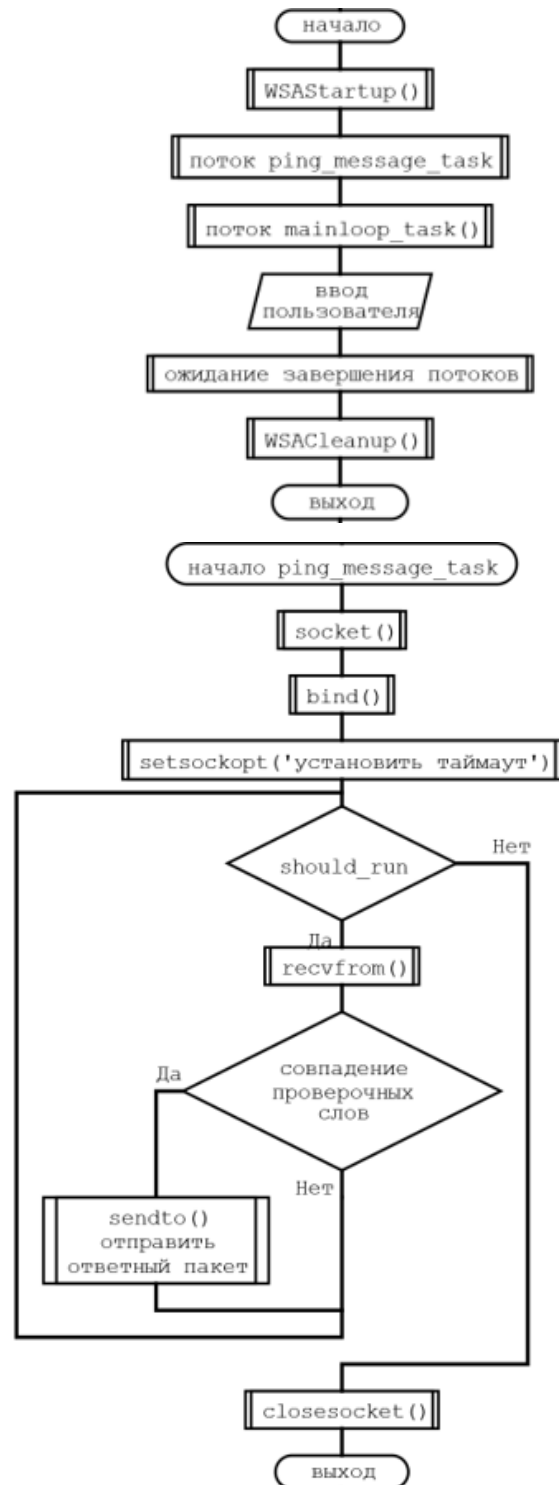 начало
WSAStartup()
поток ping_message_task
поток mainloop_task()
ввод
пользователя
ожидание завершения потоков
WSACleanup()
выход
начало ping_message_task
socket()
bind()
setsockopt('установить таймаут')
should_run
Нет
Да
recvfrom()
Да
совпадение
проверочных
слов
Нет
sendto()
отправить
ответный пакет
closesocket()
выход